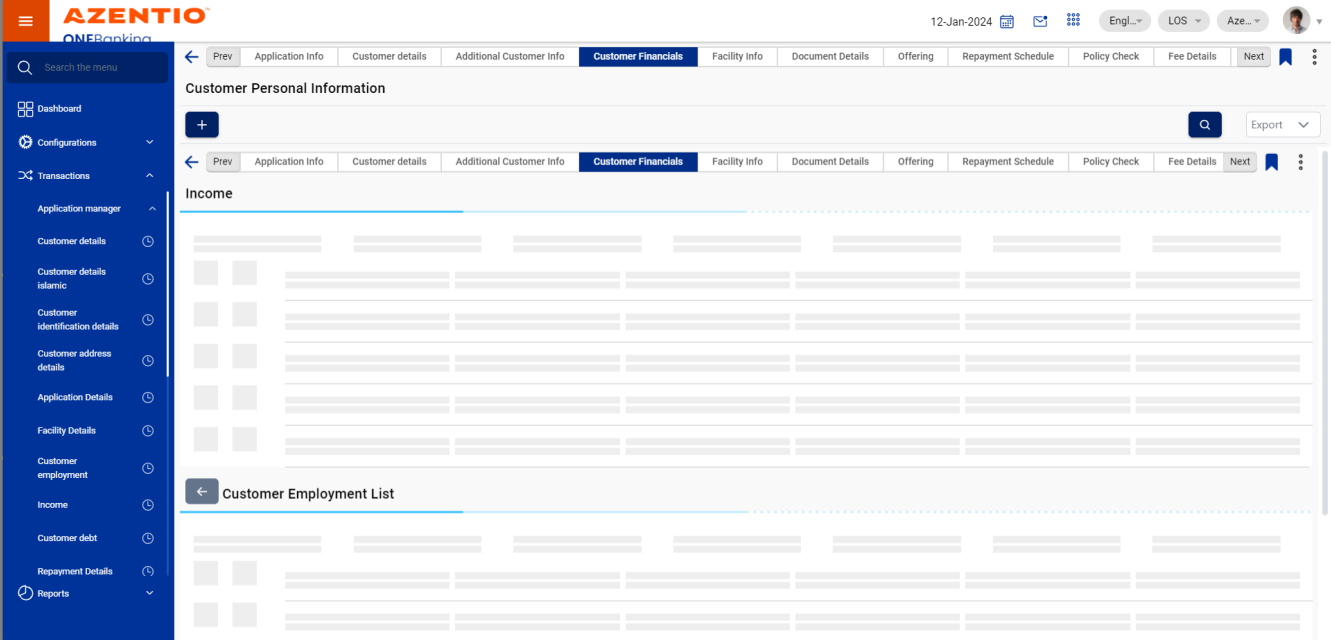 AZENTIO
ONEBanking
12-Jan-2024
Engl...
LOS
Aze...
Search the menu
Dashboard
Configurations
Transactions
Application manager
Customer details
Customer details
islamic
Customer
identification details
Customer address
details
Application Details
Facility Details
Customer
employment
Income
Customer debt
Repayment Details
Reports
Prev Application Info Customer details Additional Customer Info Customer Financials Facility Info Document Details Offering Repayment Schedule Policy Check Fee Details Next
Customer Personal Information
+
Export
Prev Application Info Customer details Additional Customer Info Customer Financials Facility Info Document Details Offering Repayment Schedule Policy Check Fee Details Next
Income
Customer Employment List